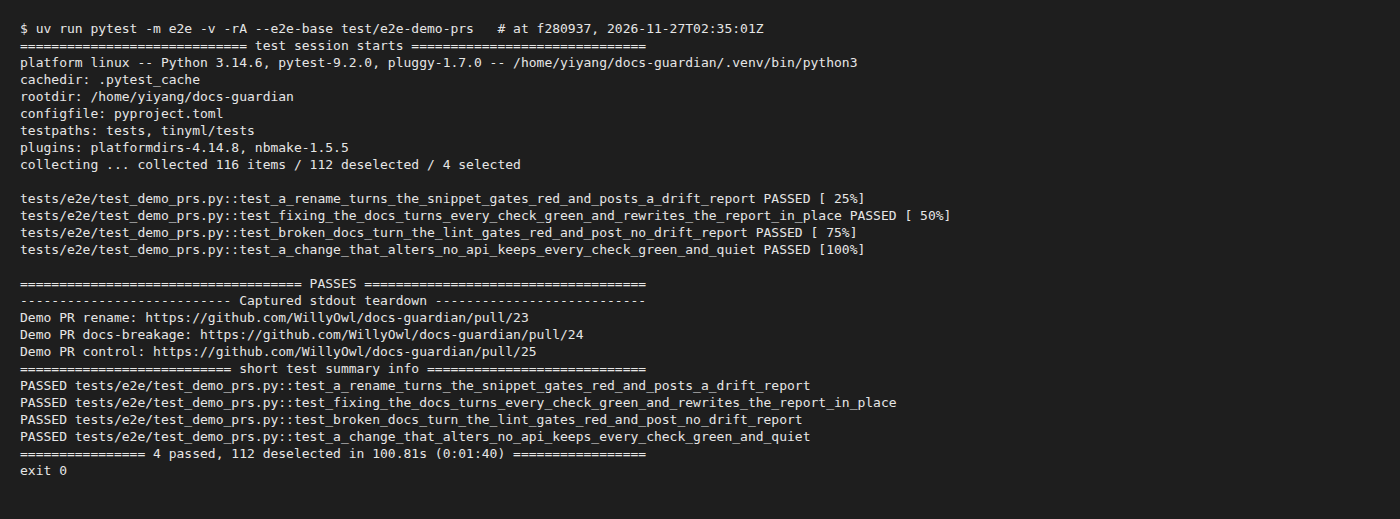 $ uv run pytest -m e2e -v -rA --e2e-base test/e2e-demo-prs   # at f280937, 2026-11-27T02:35:01Z
============================= test session starts ==============================
platform linux -- Python 3.14.6, pytest-9.2.0, pluggy-1.7.0 -- /home/yiyang/docs-guardian/.venv/bin/python3
cachedir: .pytest_cache
rootdir: /home/yiyang/docs-guardian
configfile: pyproject.toml
testpaths: tests, tinyml/tests
plugins: platformdirs-4.14.8, nbmake-1.5.5
collecting ... collected 116 items / 112 deselected / 4 selected

tests/e2e/test_demo_prs.py::test_a_rename_turns_the_snippet_gates_red_and_posts_a_drift_report PASSED [ 25%]
tests/e2e/test_demo_prs.py::test_fixing_the_docs_turns_every_check_green_and_rewrites_the_report_in_place PASSED [ 50%]
tests/e2e/test_demo_prs.py::test_broken_docs_turn_the_lint_gates_red_and_post_no_drift_report PASSED [ 75%]
tests/e2e/test_demo_prs.py::test_a_change_that_alters_no_api_keeps_every_check_green_and_quiet PASSED [100%]

==================================== PASSES ====================================
--------------------------- Captured stdout teardown ---------------------------
Demo PR rename: https://github.com/WillyOwl/docs-guardian/pull/23
Demo PR docs-breakage: https://github.com/WillyOwl/docs-guardian/pull/24
Demo PR control: https://github.com/WillyOwl/docs-guardian/pull/25
=========================== short test summary info ============================
PASSED tests/e2e/test_demo_prs.py::test_a_rename_turns_the_snippet_gates_red_and_posts_a_drift_report
PASSED tests/e2e/test_demo_prs.py::test_fixing_the_docs_turns_every_check_green_and_rewrites_the_report_in_place
PASSED tests/e2e/test_demo_prs.py::test_broken_docs_turn_the_lint_gates_red_and_post_no_drift_report
PASSED tests/e2e/test_demo_prs.py::test_a_change_that_alters_no_api_keeps_every_check_green_and_quiet
================ 4 passed, 112 deselected in 100.81s (0:01:40) =================
exit 0